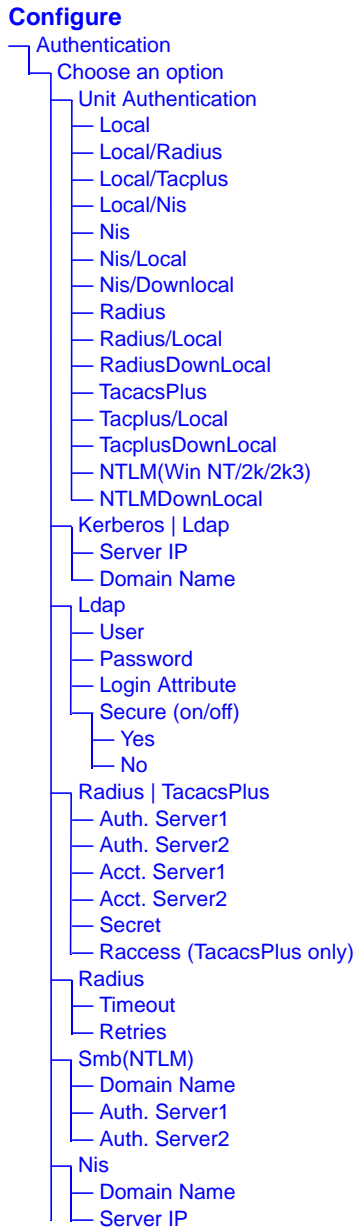 Configure
Authentication
Choose an option
Unit Authentication
Local
Local/Radius
Local/Tacplus
Local/Nis
Nis
Nis/Local
Nis/Downlocal
Radius
Radius/Local
RadiusDownLocal
TacacsPlus
Tacplus/Local
TacplusDownLocal
NTLM(Win NT/2k/2k3)
NTLMDownLocal
Kerberos | Ldap
Server IP
Domain Name
Ldap
User
Password
Login Attribute
Secure (on/off)
Yes
No
Radius | TacacsPlus
Auth. Server1
Auth. Server2
Acct. Server1
Acct. Server2
Secret
Raccess (TacacsPlus only)
Radius
Timeout
Retries
Smb(NTLM)
Domain Name
Auth. Server1
Auth. Server2
Nis
Domain Name
Server IP